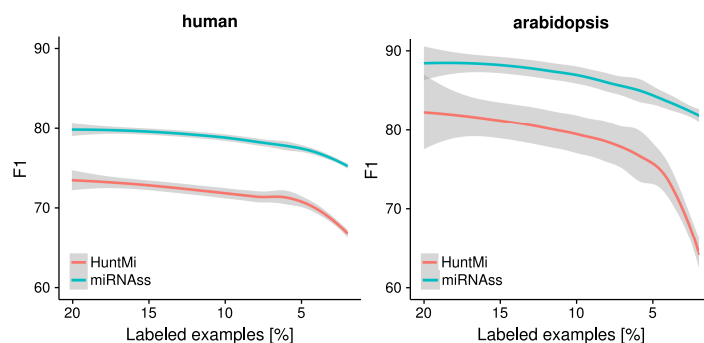 human
90
80
70
60
F1
HuntMi
miRNAss
20
15
10
5
Labeled examples [%]
arabidopsis
90
80
70
60
F1
HuntMi
miRNAss
20
15
10
5
Labeled examples [%]